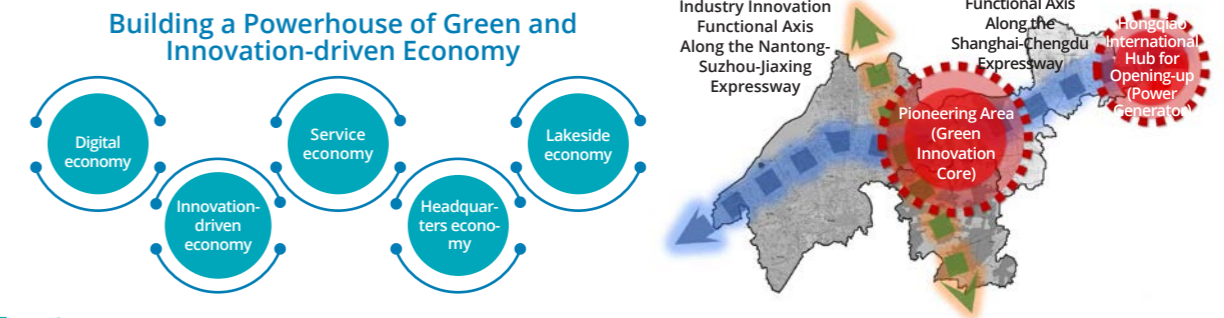 Building a Powerhouse of Green and
Innovation-driven Economy
Digital
economy
Innovation-
driven
economy
Service
economy
Headquar-
ters econo-
my
Lakeside
economy
Industry Innovation
Functional Axis
Along the Nantong-
Suzhou-Jiaxing
Expressway
Functional Axis
Along the
Shanghai-Chengdu
Expressway
Pioneering Area
(Green
Innovation
Core)
Hongqiao
International
Hub for
Opening-up
(Power
Generator)